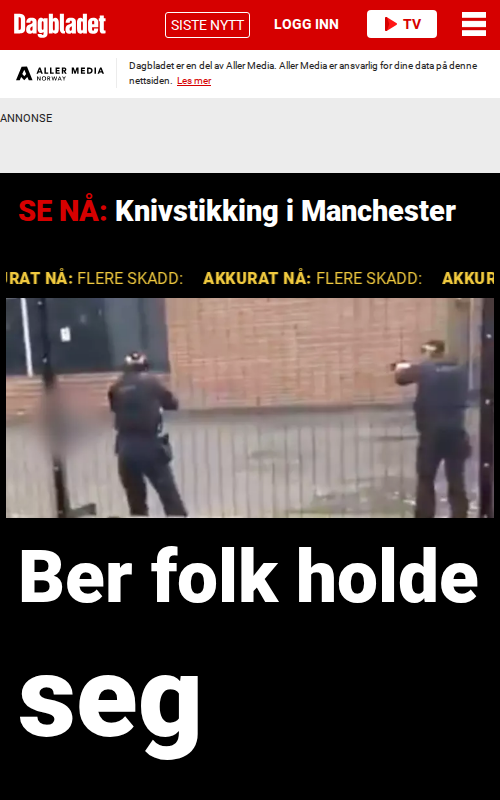 Dagbladet SISTE NYTT LOGG INN TV
ALLER MEDIA
NORWAY
Dagbladet er en del av Aller Media. Aller Media er ansvarlig for dine data på denne
nettsiden. Les mer
ANNONSE
SE NÅ: Knivstikking i Manchester
URAT NÅ: FLERE SKADD: AKKURAT NÅ: FLERE SKADD: AKKUR
Ber folk holde
seg